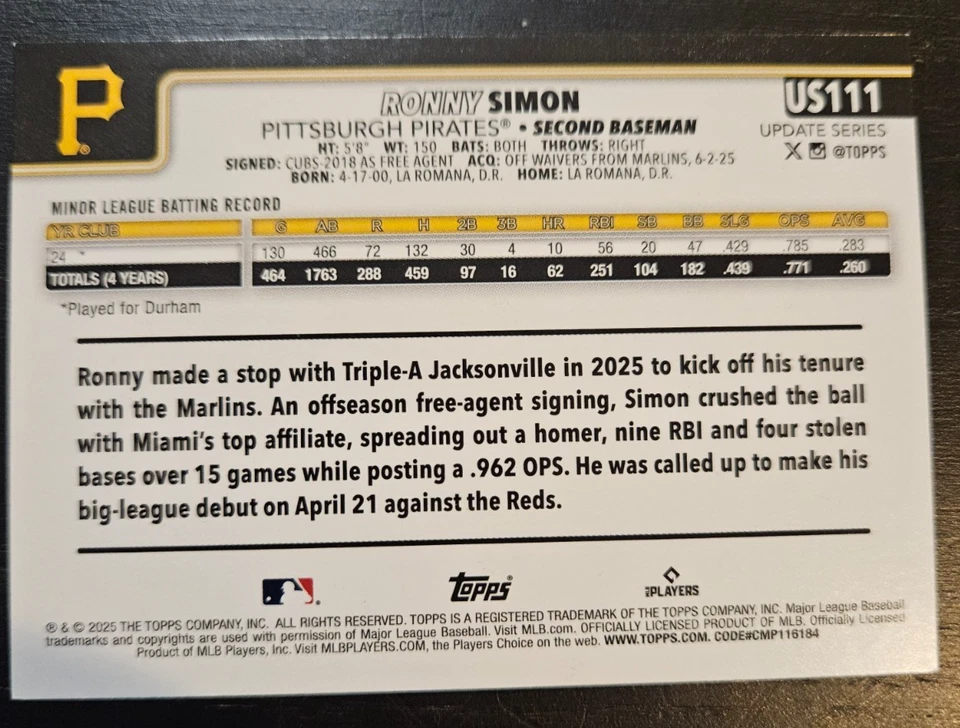 P®
RONNY SIMON
US111
PITTSBURGH PIRATES® • SECOND BASEMAN
UPDATE SERIES
HT: 5'8" WT: 150 BATS: BOTH THROWS: RIGHT
X @TOPPS
SIGNED: CUBS-2018 AS FREE AGENT ACQ: OFF WAIVERS FROM MARLINS, 6-2-25
BORN: 4-17-00, LA ROMANA, D.R. HOME: LA ROMANA, D.R.
MINOR LEAGUE BATTING RECORD
YR CLUB G AB R H 2B 3B HR RBI SB BB SLG OPS AVG
24 * 130 466 72 132 30 4 10 56 20 47 .429 .785 .283
TOTALS (4 YEARS) 464 1763 288 459 97 16 62 251 104 182 .439 .771 .260
*Played for Durham
Ronny made a stop with Triple-A Jacksonville in 2025 to kick off his tenure
with the Marlins. An offseason free-agent signing, Simon crushed the ball
with Miami's top affiliate, spreading out a homer, nine RBI and four stolen
bases over 15 games while posting a .962 OPS. He was called up to make his
big-league debut on April 21 against the Reds.
Topps® PLAYERS
® & © 2025 THE TOPPS COMPANY, INC. ALL RIGHTS RESERVED. TOPPS IS A REGISTERED TRADEMARK OF THE TOPPS COMPANY, INC. Major League Baseball
trademarks and copyrights are used with permission of Major League Baseball. Visit MLB.com. OFFICIALLY LICENSED PRODUCT OF MLB. Officially Licensed
Product of MLB Players, Inc. Visit MLBPLAYERS.COM, the Players Choice on the web. WWW.TOPPS.COM. CODE#CMP116184